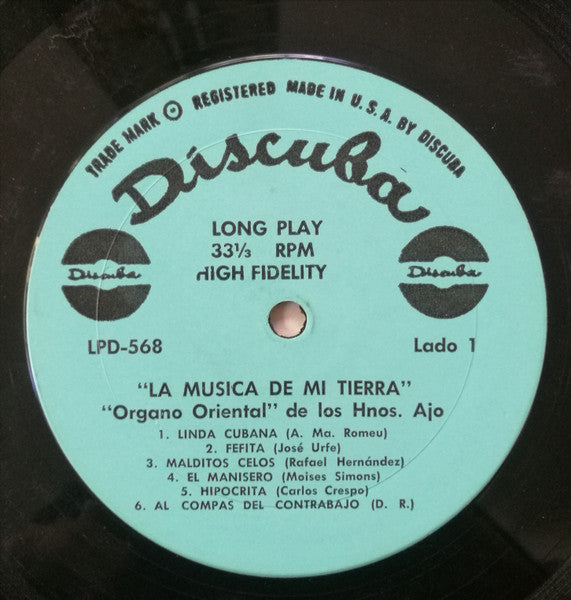 TRADE MARK REGISTERED MADE IN U.S.A. BY DISCUBA
Discuba
LONG PLAY
33⅓ RPM
HIGH FIDELITY
Discuba
Discuba
LPD-568
Lado 1
"LA MUSICA DE MI TIERRA"
"Organo Oriental" de los Hnos. Ajo
1. LINDA CUBANA (A. Ma. Romeu)
2. FEFITA (José Urfe)
3. MALDITOS CELOS (Rafael Hernández)
4. EL MANISERO (Moises Simons)
5. HIPOCRITA (Carlos Crespo)
6. AL COMPAS DEL CONTRABAJO (D. R.)